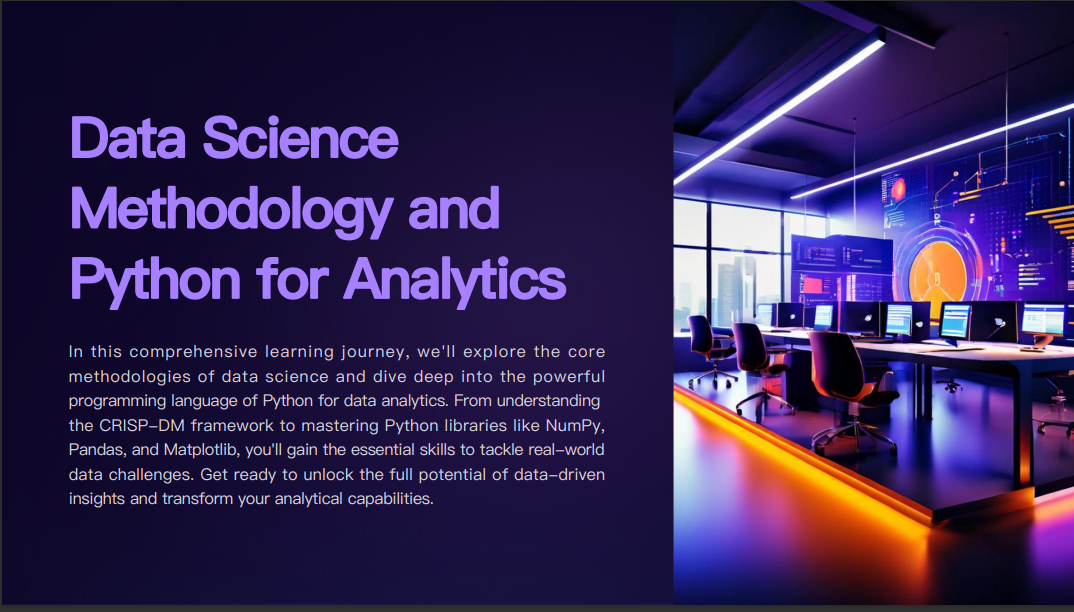 Data Science
Methodology and
Python for Analytics
In this comprehensive learning journey, we'll explore the core
methodologies of data science and dive deep into the powerful
programming language of Python for data analytics. From understanding
the CRISP-DM framework to mastering Python libraries like NumPy,
Pandas, and Matplotlib, you'll gain the essential skills to tackle real-world
data challenges. Get ready to unlock the full potential of data-driven
insights and transform your analytical capabilities.